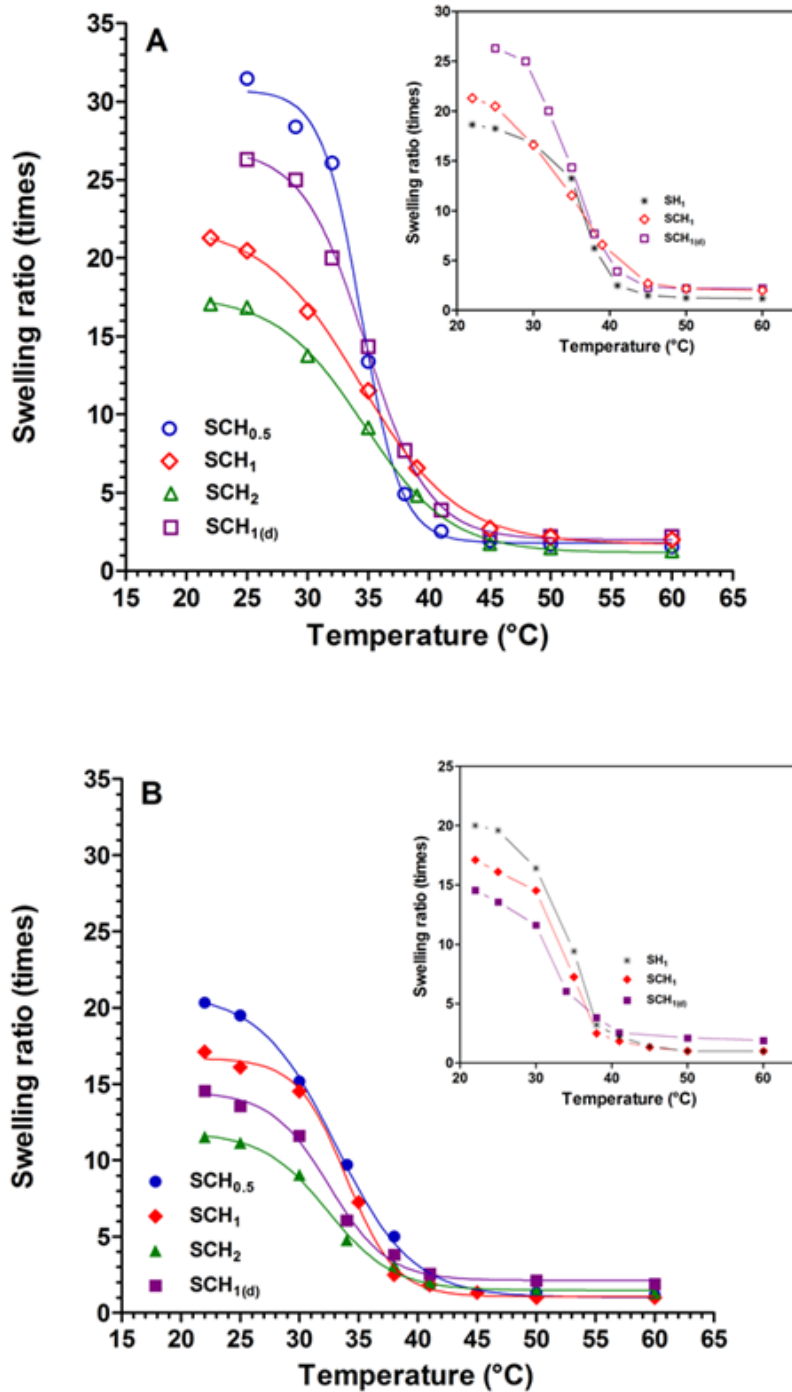 A
Swelling ratio (times)
35
30
25
20
15
10
5
0
15 20 25 30 35 40 45 50 55 60 65
Temperature (°C)
SCH0.5
SCH1
SCH2
SCH1(d)
Swelling ratio (times)
30
25
20
15
10
5
0
20 30 40 50 60
Temperature (°C)
SH1
SCH1
SCH1(d)
B
Swelling ratio (times)
35
30
25
20
15
10
5
0
15 20 25 30 35 40 45 50 55 60 65
Temperature (°C)
SCH0.5
SCH1
SCH2
SCH1(d)
Swelling ratio (times)
25
20
15
10
5
0
20 30 40 50 60
Temperature (°C)
SH1
SCH1
SCH1(d)